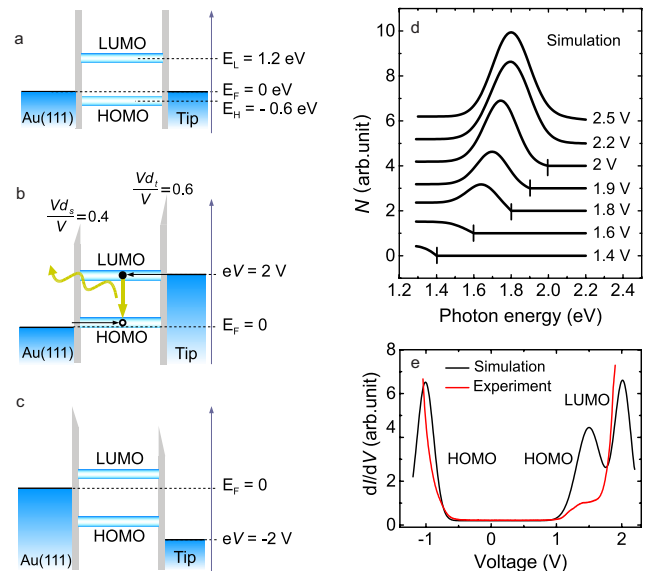 a
LUMO
E_L = 1.2 eV
E_F = 0 eV
E_H = - 0.6 eV
HOMO
Au(111)
Tip
b
Vd_s/V = 0.4
Vd_t/V = 0.6
LUMO
eV = 2 V
E_F = 0
HOMO
Au(111)
Tip
c
LUMO
E_F = 0
HOMO
eV = -2 V
Au(111)
Tip
d
Simulation
N (arb.unit)
10
8
6
4
2
0
2.5 V
2.2 V
2 V
1.9 V
1.8 V
1.6 V
1.4 V
1.2 1.4 1.6 1.8 2.0 2.2 2.4
Photon energy (eV)
e
Simulation
Experiment
LUMO
HOMO
HOMO
dI/dV (arb.unit)
8
6
4
2
0
-1 0 1 2
Voltage (V)